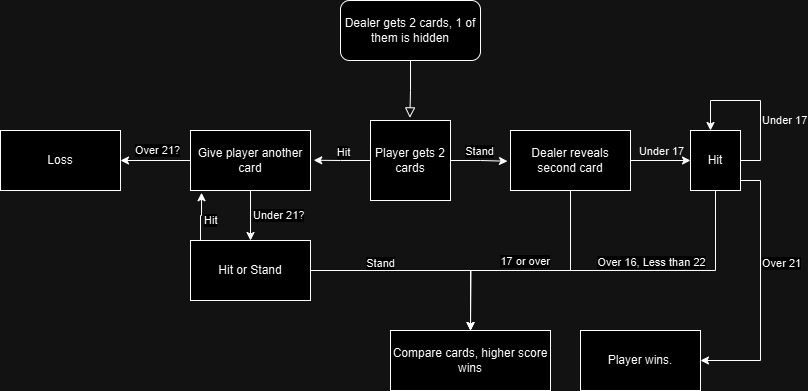 Dealer gets 2 cards, 1 of
them is hidden
Loss
Over 21?
Give player another
card
Hit
Player gets 2
cards
Stand
Dealer reveals
second card
Under 17
Hit
Under 17
Hit
Under 21?
Hit or Stand
Stand
17 or over
Over 16, Less than 22
Over 21
Compare cards, higher score
wins
Player wins.